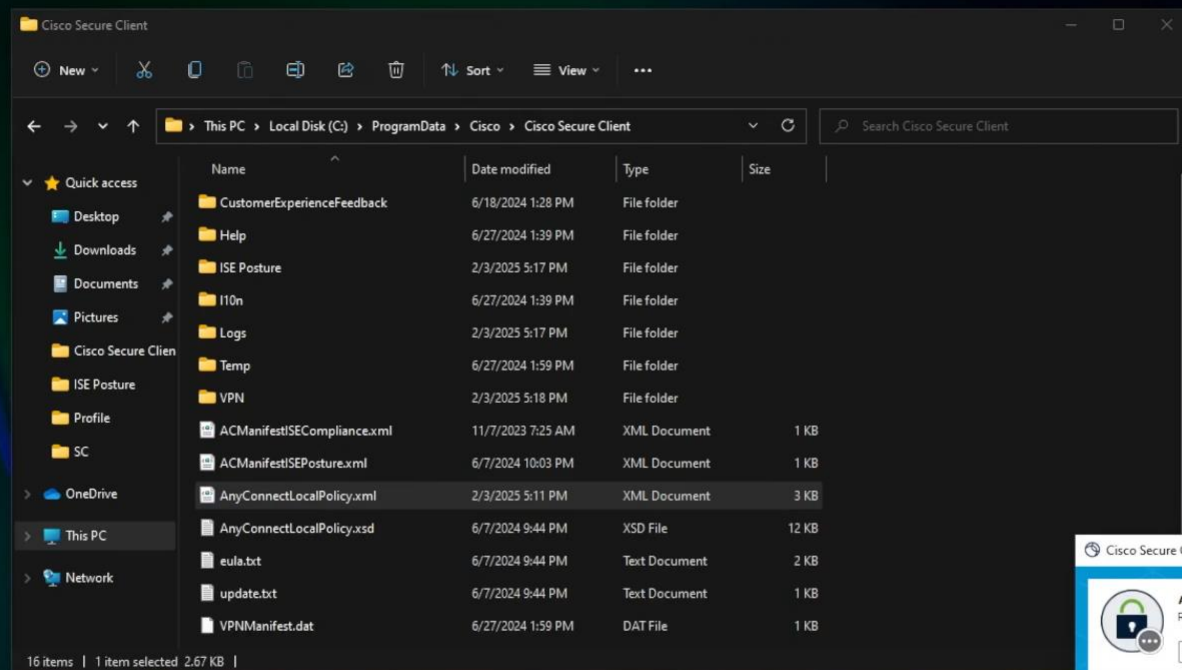 Cisco Secure Client
New
Sort
View
This PC > Local Disk (C:) > ProgramData > Cisco > Cisco Secure Client
Search Cisco Secure Client
Name Date modified Type Size
Quick access
Desktop
Downloads
Documents
Pictures
Cisco Secure Clien
ISE Posture
Profile
SC
OneDrive
This PC
Network
CustomerExperienceFeedback 6/18/2024 1:28 PM File folder
Help 6/27/2024 1:39 PM File folder
ISE Posture 2/3/2025 5:17 PM File folder
l10n 6/27/2024 1:39 PM File folder
Logs 2/3/2025 5:17 PM File folder
Temp 6/27/2024 1:59 PM File folder
VPN 2/3/2025 5:18 PM File folder
ACManifestISECompliance.xml 11/7/2023 7:25 AM XML Document 1 KB
ACManifestISEPosture.xml 6/7/2024 10:03 PM XML Document 1 KB
AnyConnectLocalPolicy.xml 2/3/2025 5:11 PM XML Document 3 KB
AnyConnectLocalPolicy.xsd 6/7/2024 9:44 PM XSD File 12 KB
eula.txt 6/7/2024 9:44 PM Text Document 2 KB
update.txt 6/7/2024 9:44 PM Text Document 1 KB
VPNManifest.dat 6/27/2024 1:59 PM DAT File 1 KB
16 items | 1 item selected 2.67 KB |
Cisco Secure